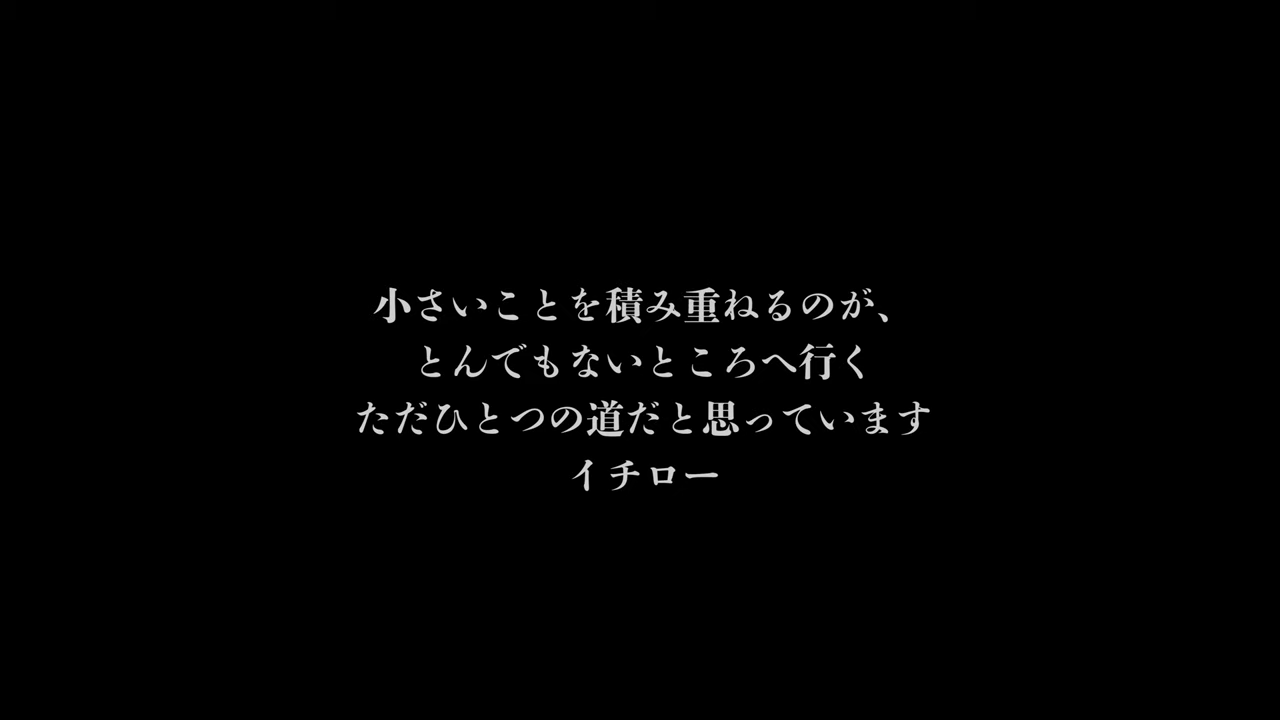 小さいことを積み重ねるのが、
とんでもないところへ行く
ただひとつの道だと思っています
イチロー